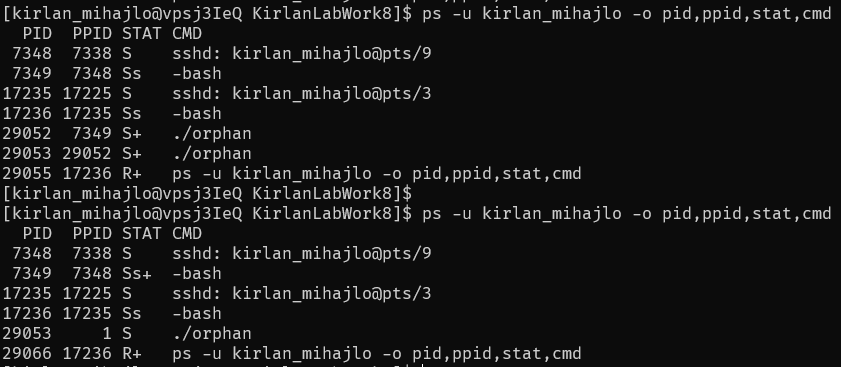 [kirlan_mihajlo@vpsj3IeQ KirlanLabWork8]$ ps -u kirlan_mihajlo -o pid,ppid,stat,cmd
  PID  PPID STAT CMD
 7348  7338 S    sshd: kirlan_mihajlo@pts/9
 7349  7348 Ss   -bash
17235 17225 S    sshd: kirlan_mihajlo@pts/3
17236 17235 Ss   -bash
29052  7349 S+   ./orphan
29053 29052 S+   ./orphan
29055 17236 R+   ps -u kirlan_mihajlo -o pid,ppid,stat,cmd
[kirlan_mihajlo@vpsj3IeQ KirlanLabWork8]$
[kirlan_mihajlo@vpsj3IeQ KirlanLabWork8]$ ps -u kirlan_mihajlo -o pid,ppid,stat,cmd
  PID  PPID STAT CMD
 7348  7338 S    sshd: kirlan_mihajlo@pts/9
 7349  7348 Ss+  -bash
17235 17225 S    sshd: kirlan_mihajlo@pts/3
17236 17235 Ss   -bash
29053     1 S    ./orphan
29066 17236 R+   ps -u kirlan_mihajlo -o pid,ppid,stat,cmd